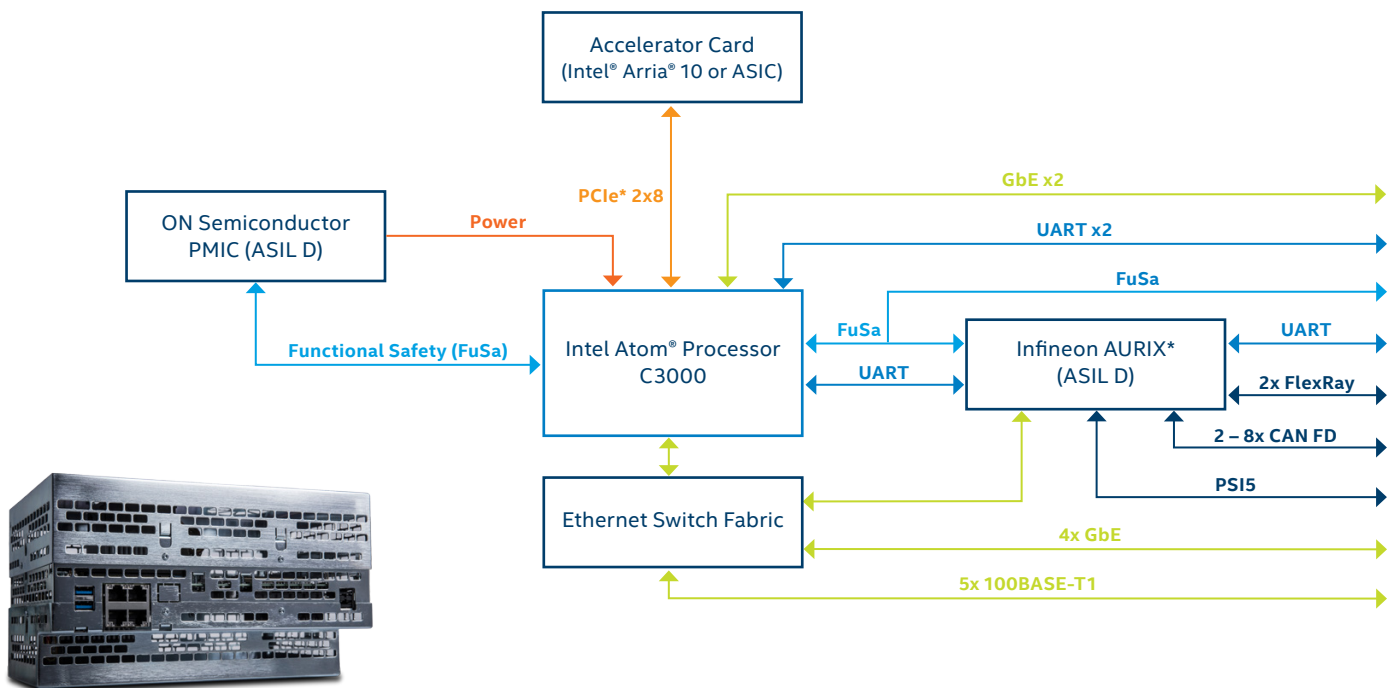 Accelerator Card
(Intel® Arria® 10 or ASIC)
GbE x2
PCIe* 2x8
ON Semiconductor
PMIC (ASIL D)
Power
UART x2
FuSa
FuSa
UART
Functional Safety (FuSa)
Intel Atom® Processor
C3000
Infineon AURIX*
(ASIL D)
UART
2x FlexRay
2 – 8x CAN FD
PSI5
Ethernet Switch Fabric
4x GbE
5x 100BASE-T1